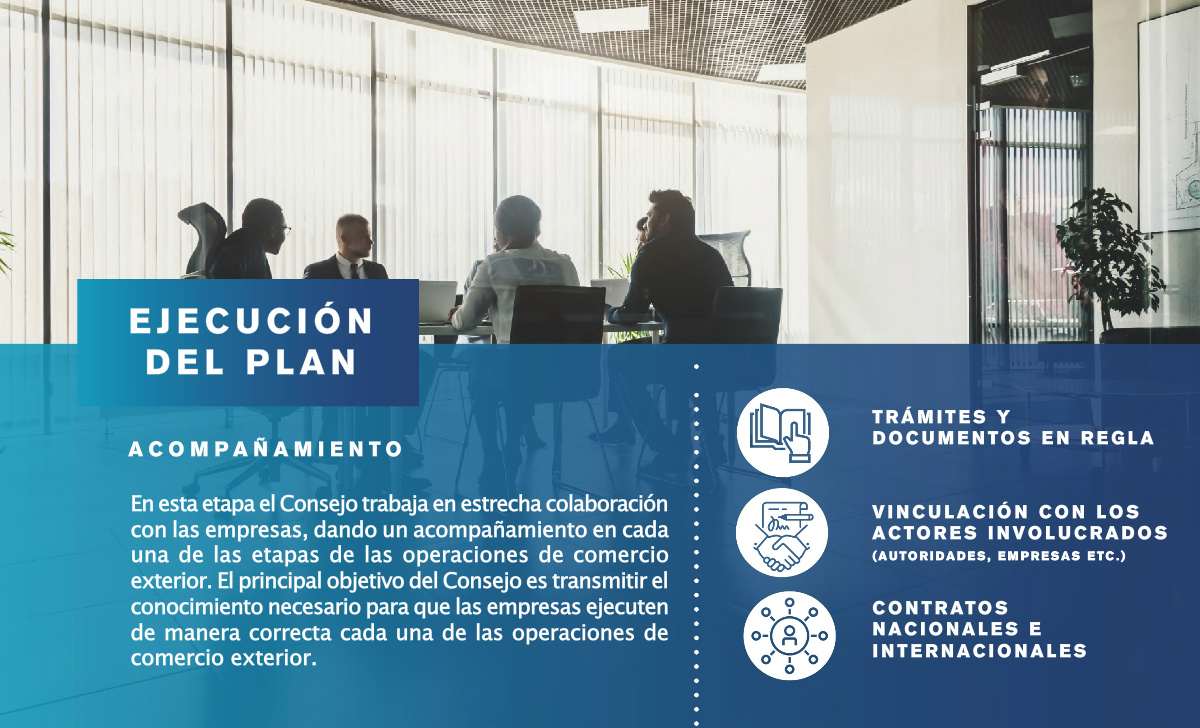 EJECUCIÓN
DEL PLAN
ACOMPAÑAMIENTO
En esta etapa el Consejo trabaja en estrecha colaboración
con las empresas, dando un acompañamiento en cada
una de las etapas de las operaciones de comercio
exterior. El principal objetivo del Consejo es transmitir el
conocimiento necesario para que las empresas ejecuten
de manera correcta cada una de las operaciones de
comercio exterior.
TRÁMITES Y
DOCUMENTOS EN REGLA
VINCULACIÓN CON LOS
ACTORES INVOLUCRADOS
(AUTORIDADES, EMPRESAS ETC.)
CONTRATOS
NACIONALES E
INTERNACIONALES